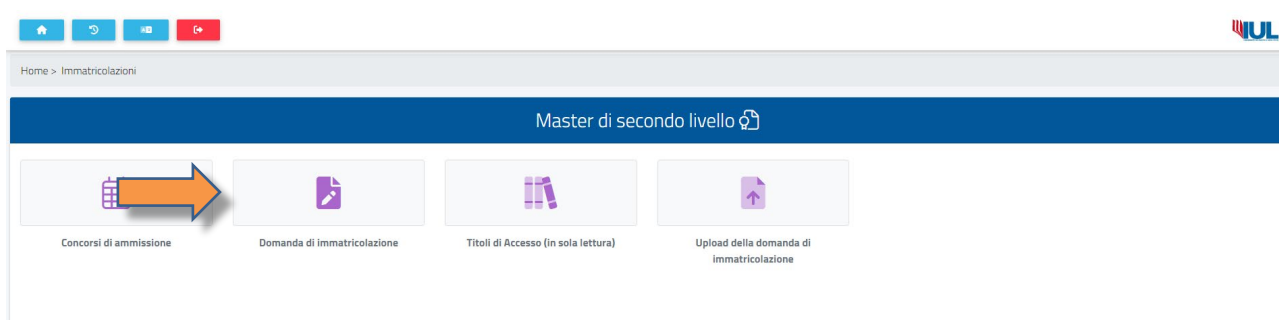 IUL
Home > Immatricolazioni
Master di secondo livello
Concorsi di ammissione
Domanda di immatricolazione
Titoli di Accesso (in sola lettura)
Upload della domanda di
immatricolazione